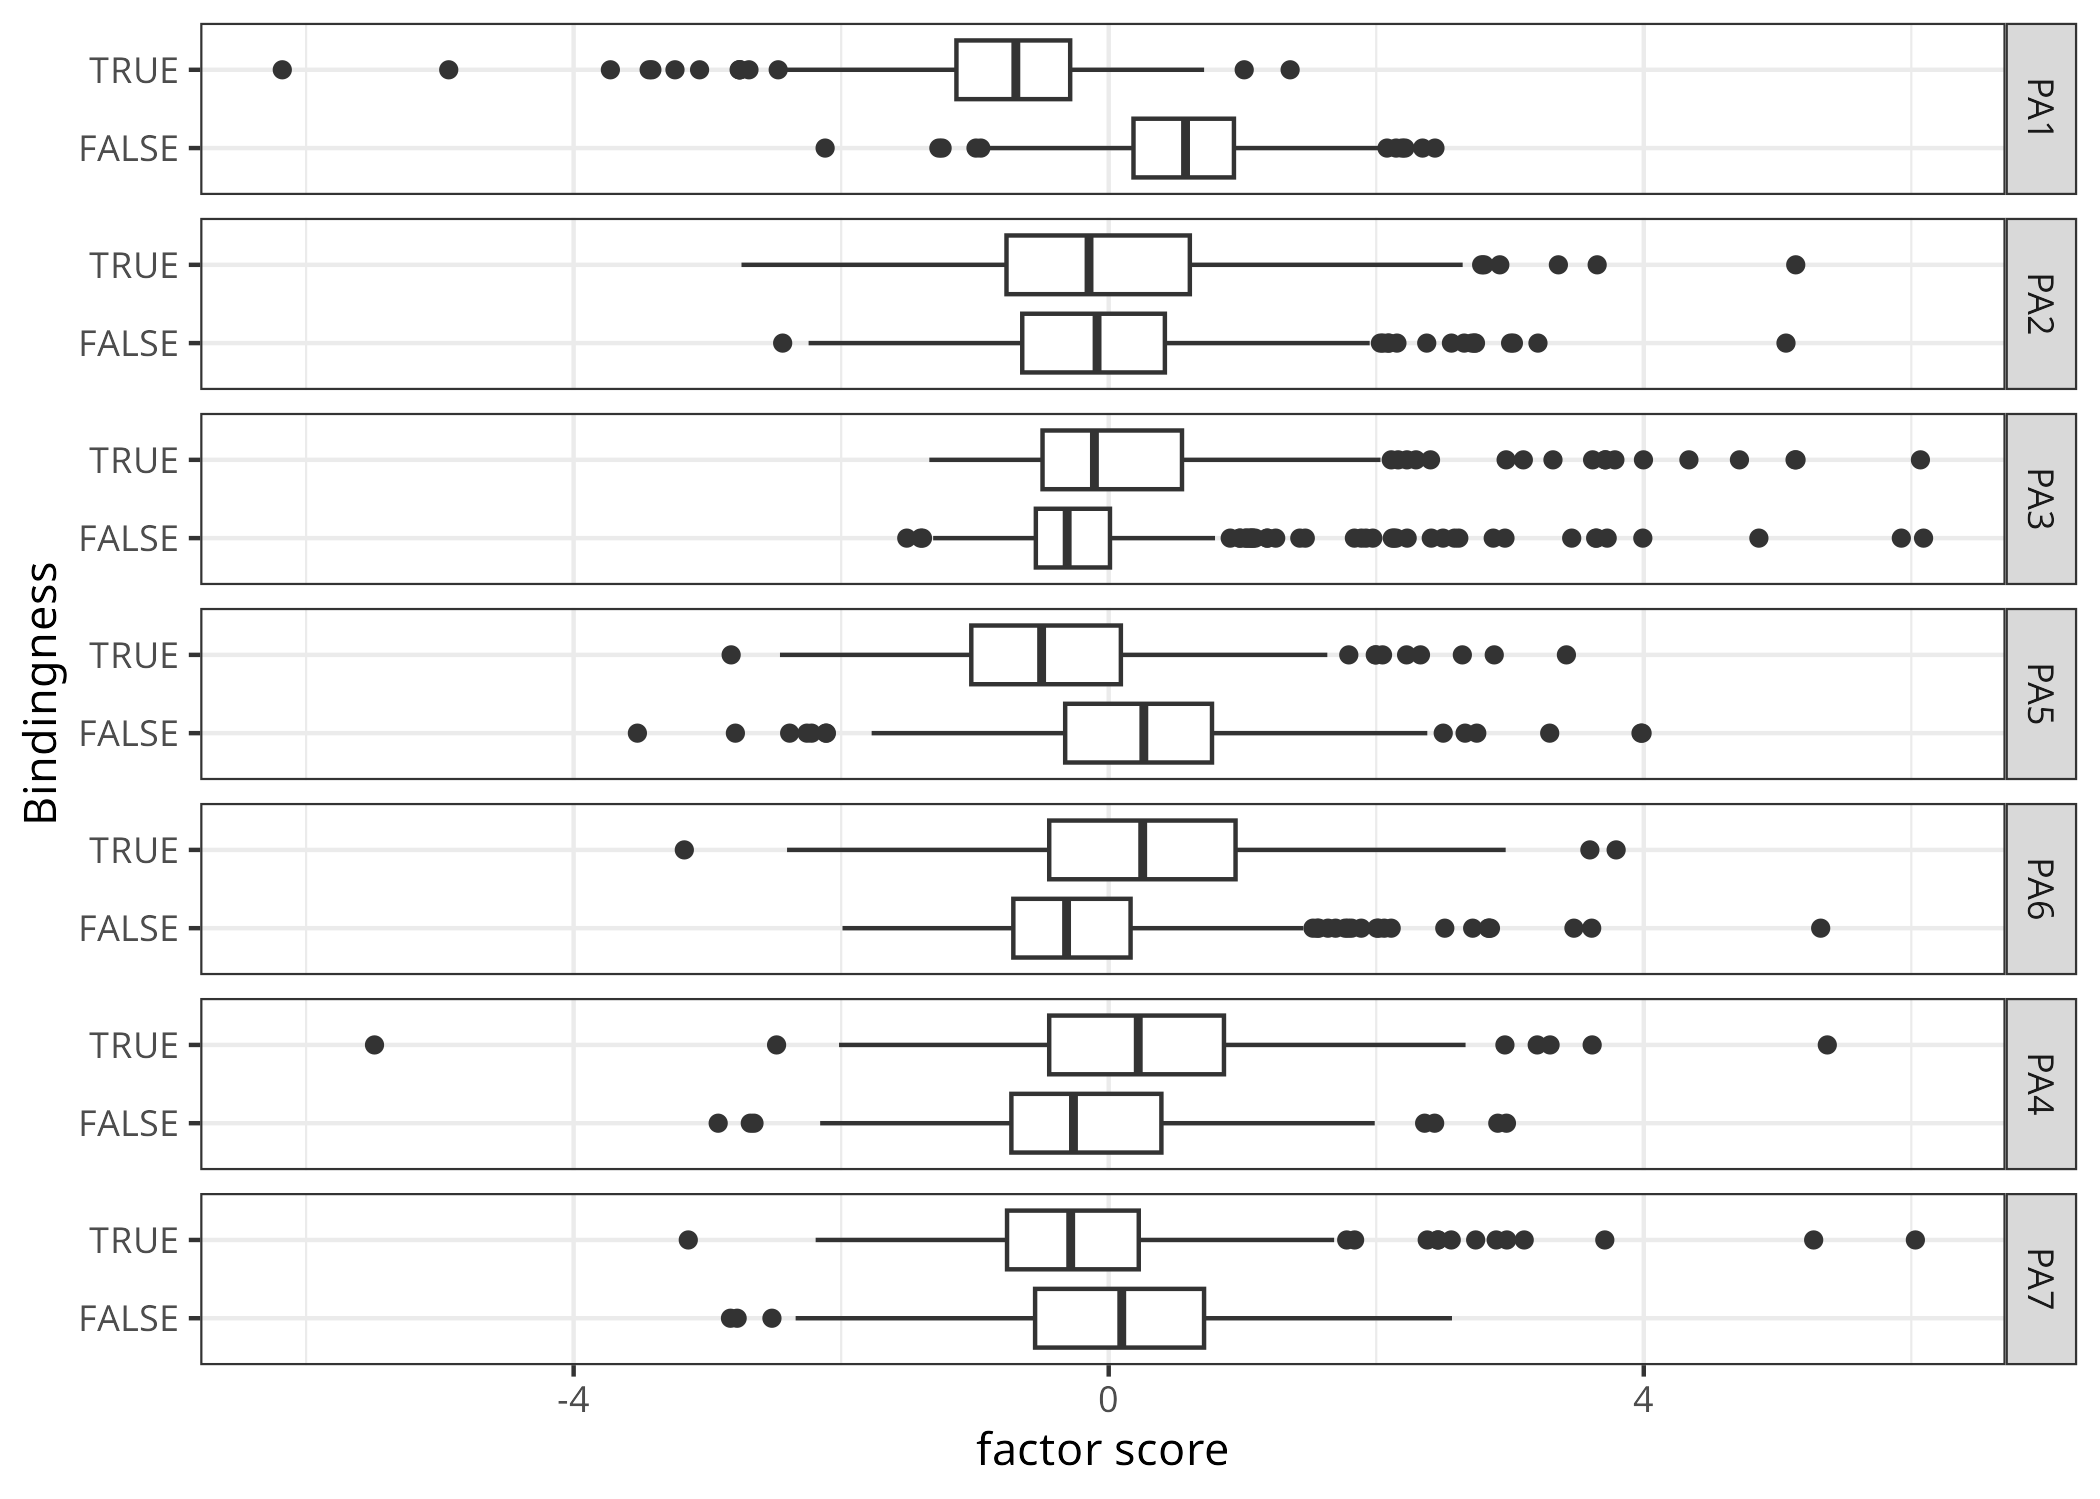 TRUE
FALSE
PA1
TRUE
FALSE
PA2
TRUE
FALSE
PA3
TRUE
FALSE
PA5
TRUE
FALSE
PA6
TRUE
FALSE
PA4
TRUE
FALSE
PA7
Bindingness
-4 0 4
factor score